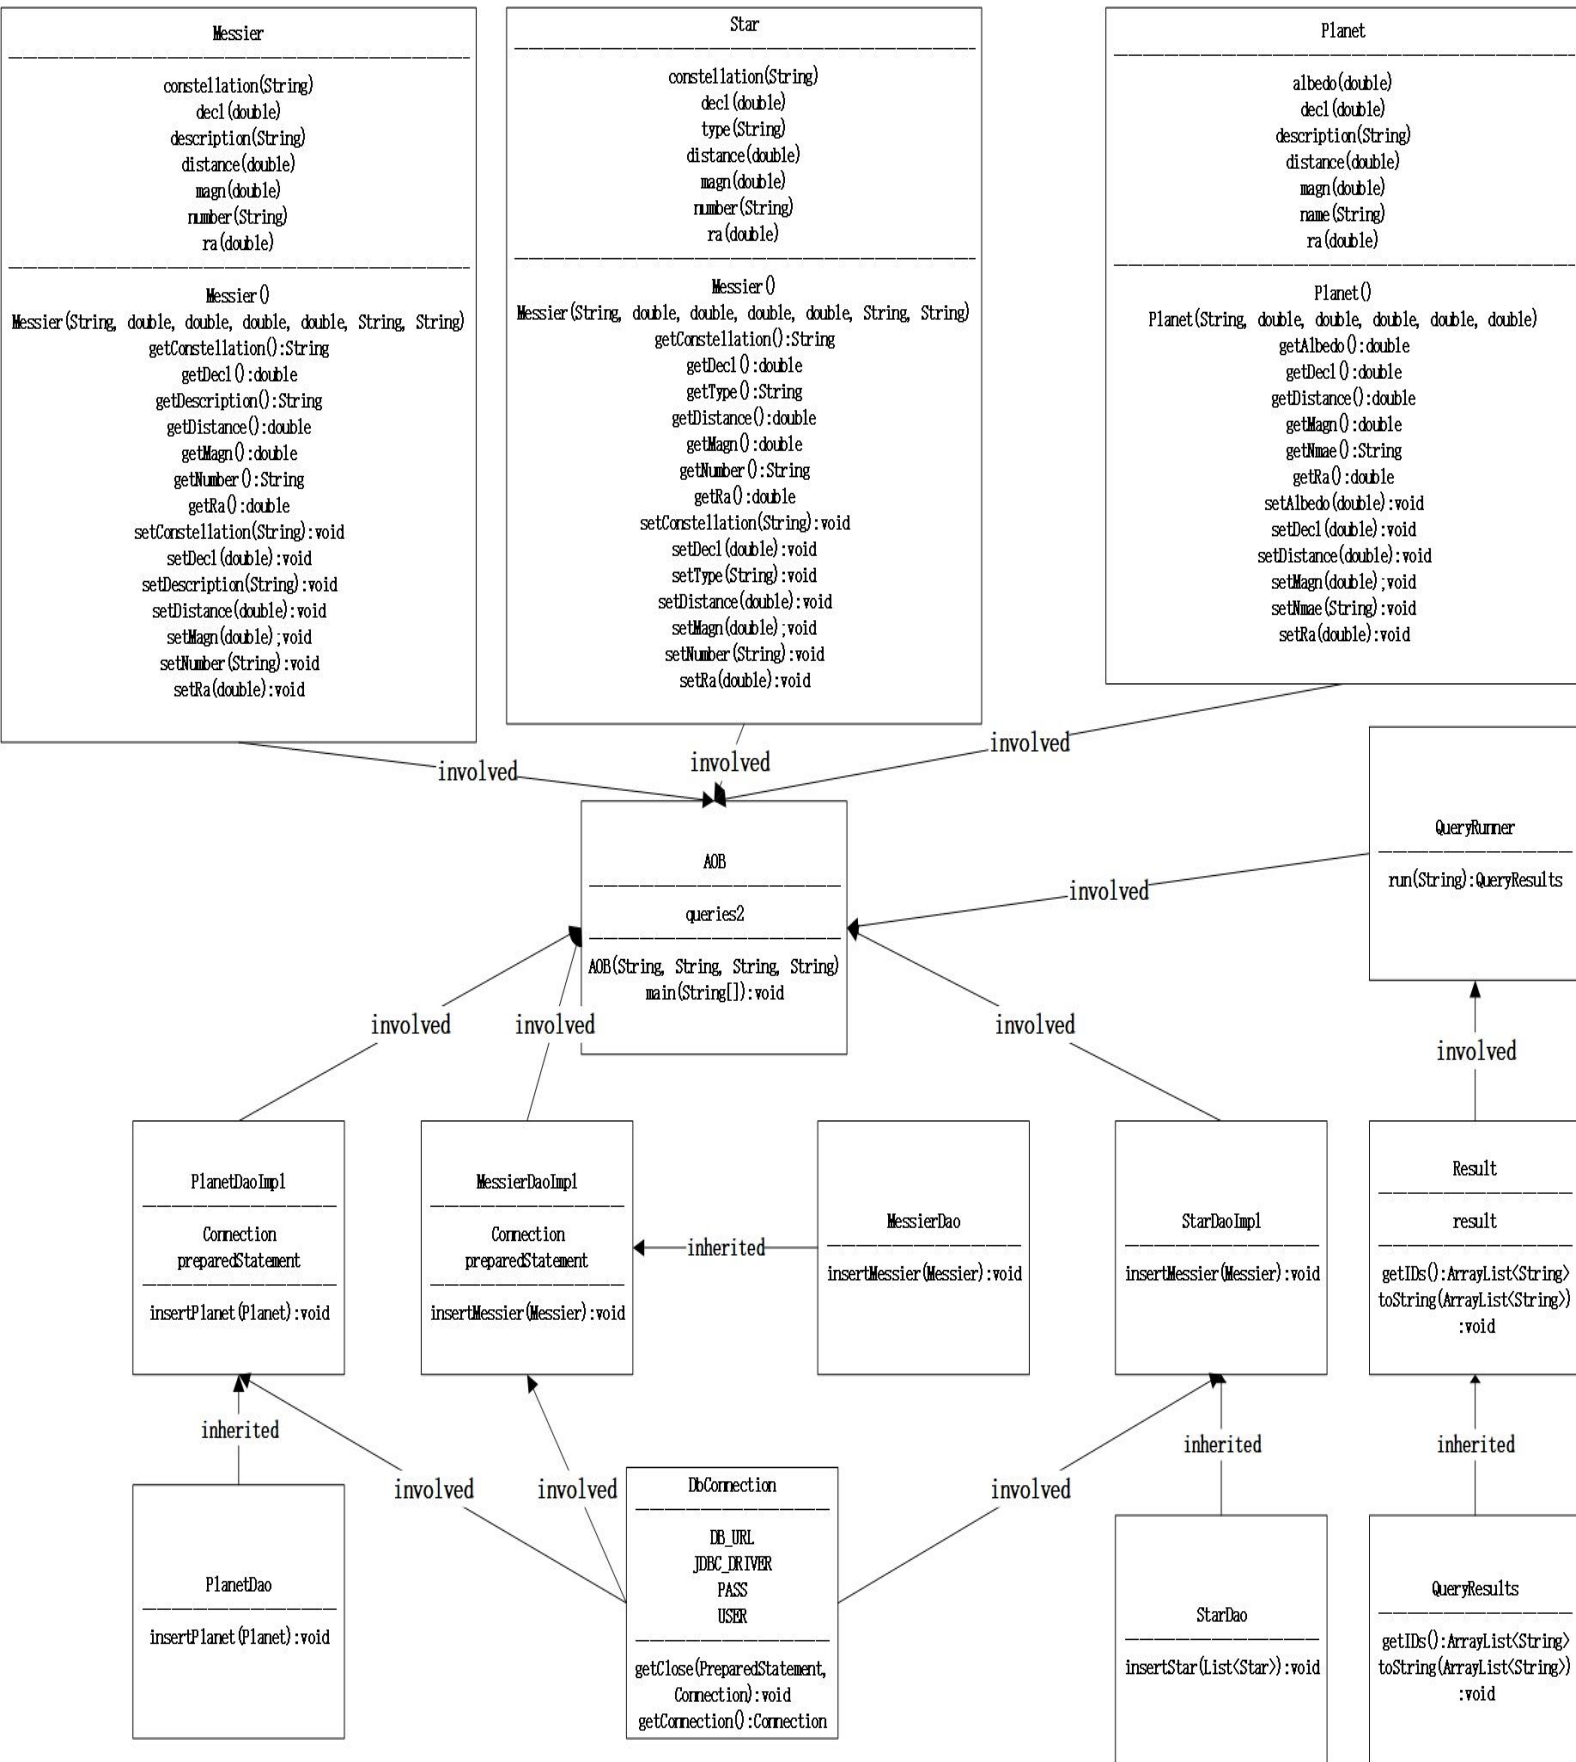 Messier
constellation(String)
decl(double)
description(String)
distance(double)
magn(double)
number(String)
ra(double)
Messier()
Messier(String, double, double, double, double, String, String)
getConstellation():String
getDecl():double
getDescription():String
getDistance():double
getMagn():double
getNumber():String
getRa():double
setConstellation(String):void
setDecl(double):void
setDescription(String):void
setDistance(double):void
setMagn(double);void
setNumber(String):void
setRa(double):void
Star
constellation(String)
decl(double)
type(String)
distance(double)
magn(double)
number(String)
ra(double)
Messier()
Messier(String, double, double, double, double, String, String)
getConstellation():String
getDecl():double
getType():String
getDistance():double
getMagn():double
getNumber():String
getRa():double
setConstellation(String):void
setDecl(double):void
setType(String):void
setDistance(double):void
setMagn(double);void
setNumber(String):void
setRa(double):void
Planet
albedo(double)
decl(double)
description(String)
distance(double)
magn(double)
name(String)
ra(double)
Planet()
Planet(String, double, double, double, double, double)
getAlbedo():double
getDecl():double
getDistance():double
getMagn():double
getNmae():String
getRa():double
setAlbedo(double):void
setDecl(double):void
setDistance(double):void
setMagn(double);void
setNmae(String):void
setRa(double):void
involved
involved
involved
AOB
queries2
AOB(String, String, String, String)
main(String[]):void
QueryRunner
run(String):QueryResults
involved
involved
involved
involved
involved
PlanetDaoImpl
Connection
preparedStatement
insertPlanet(Planet):void
MessierDaoImpl
Connection
preparedStatement
insertMessier(Messier):void
inherited
MessierDao
insertMessier(Messier):void
StarDaoImpl
insertMessier(Messier):void
Result
result
getIDs():ArrayList<String>
toString(ArrayList<String>)
:void
inherited
involved
involved
involved
inherited
inherited
PlanetDao
insertPlanet(Planet):void
DbConnection
DB_URL
JDBC_DRIVER
PASS
USER
getClose(PreparedStatement,
Connection):void
getConnection():Connection
StarDao
insertStar(List<Star>):void
QueryResults
getIDs():ArrayList<String>
toString(ArrayList<String>)
:void